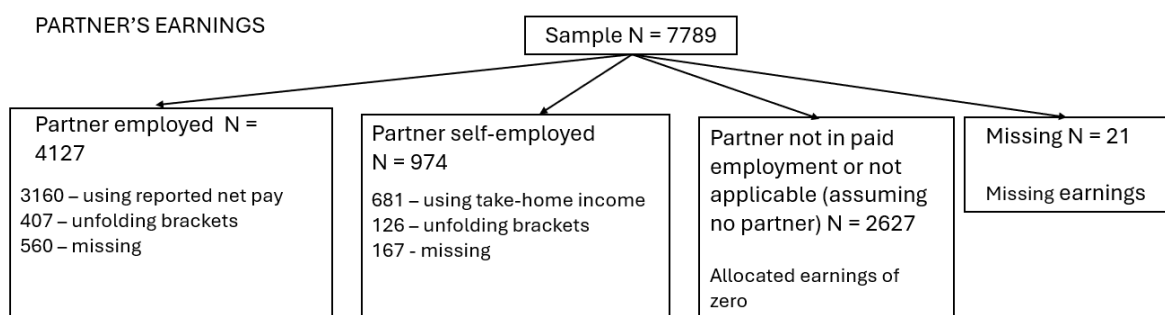 PARTNER'S EARNINGS
Sample N = 7789
Partner employed  N =
4127
3160 – using reported net pay
407 – unfolding brackets
560 – missing
Partner self-employed
N = 974
681 – using take-home income
126 – unfolding brackets
167 - missing
Partner not in paid
employment or not
applicable (assuming
no partner) N = 2627
Allocated earnings of
zero
Missing N = 21
Missing earnings